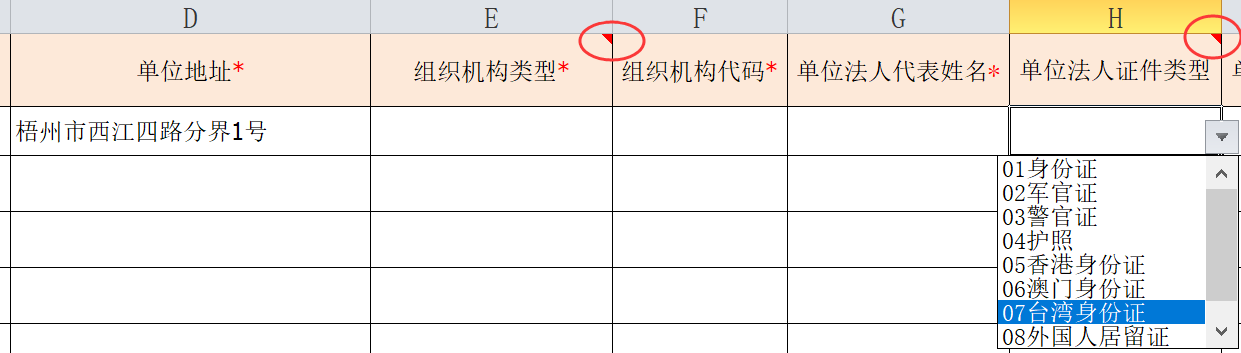 D E F G H
单位地址* 组织机构类型* 组织机构代码* 单位法人代表姓名* 单位法人证件类型
梧州市西江四路分界1号
01身份证
02军官证
03警官证
04护照
05香港身份证
06澳门身份证
07台湾身份证
08外国人居留证